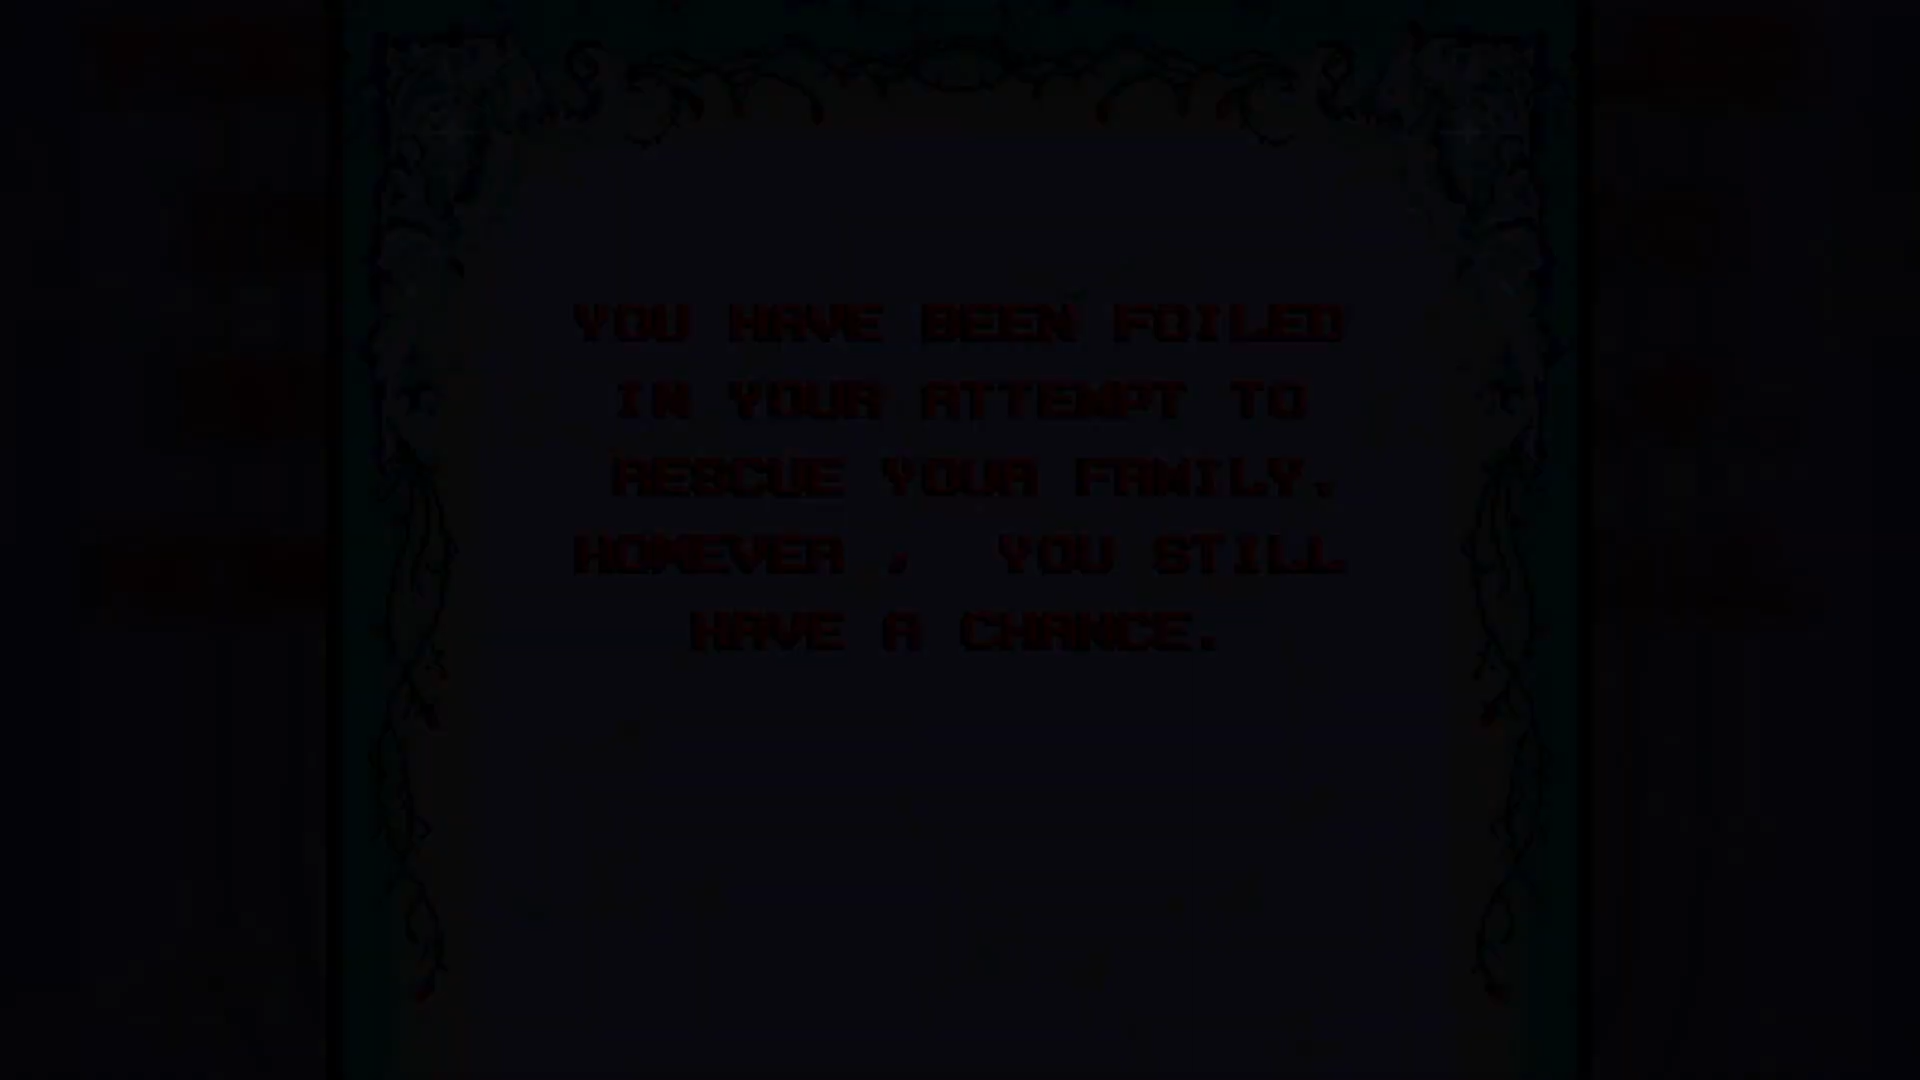 YOU HAVE BEEN FOILED
IN YOUR ATTEMPT TO
RESCUE YOUR FAMILY.
HOWEVER , YOU STILL
HAVE A CHANCE.